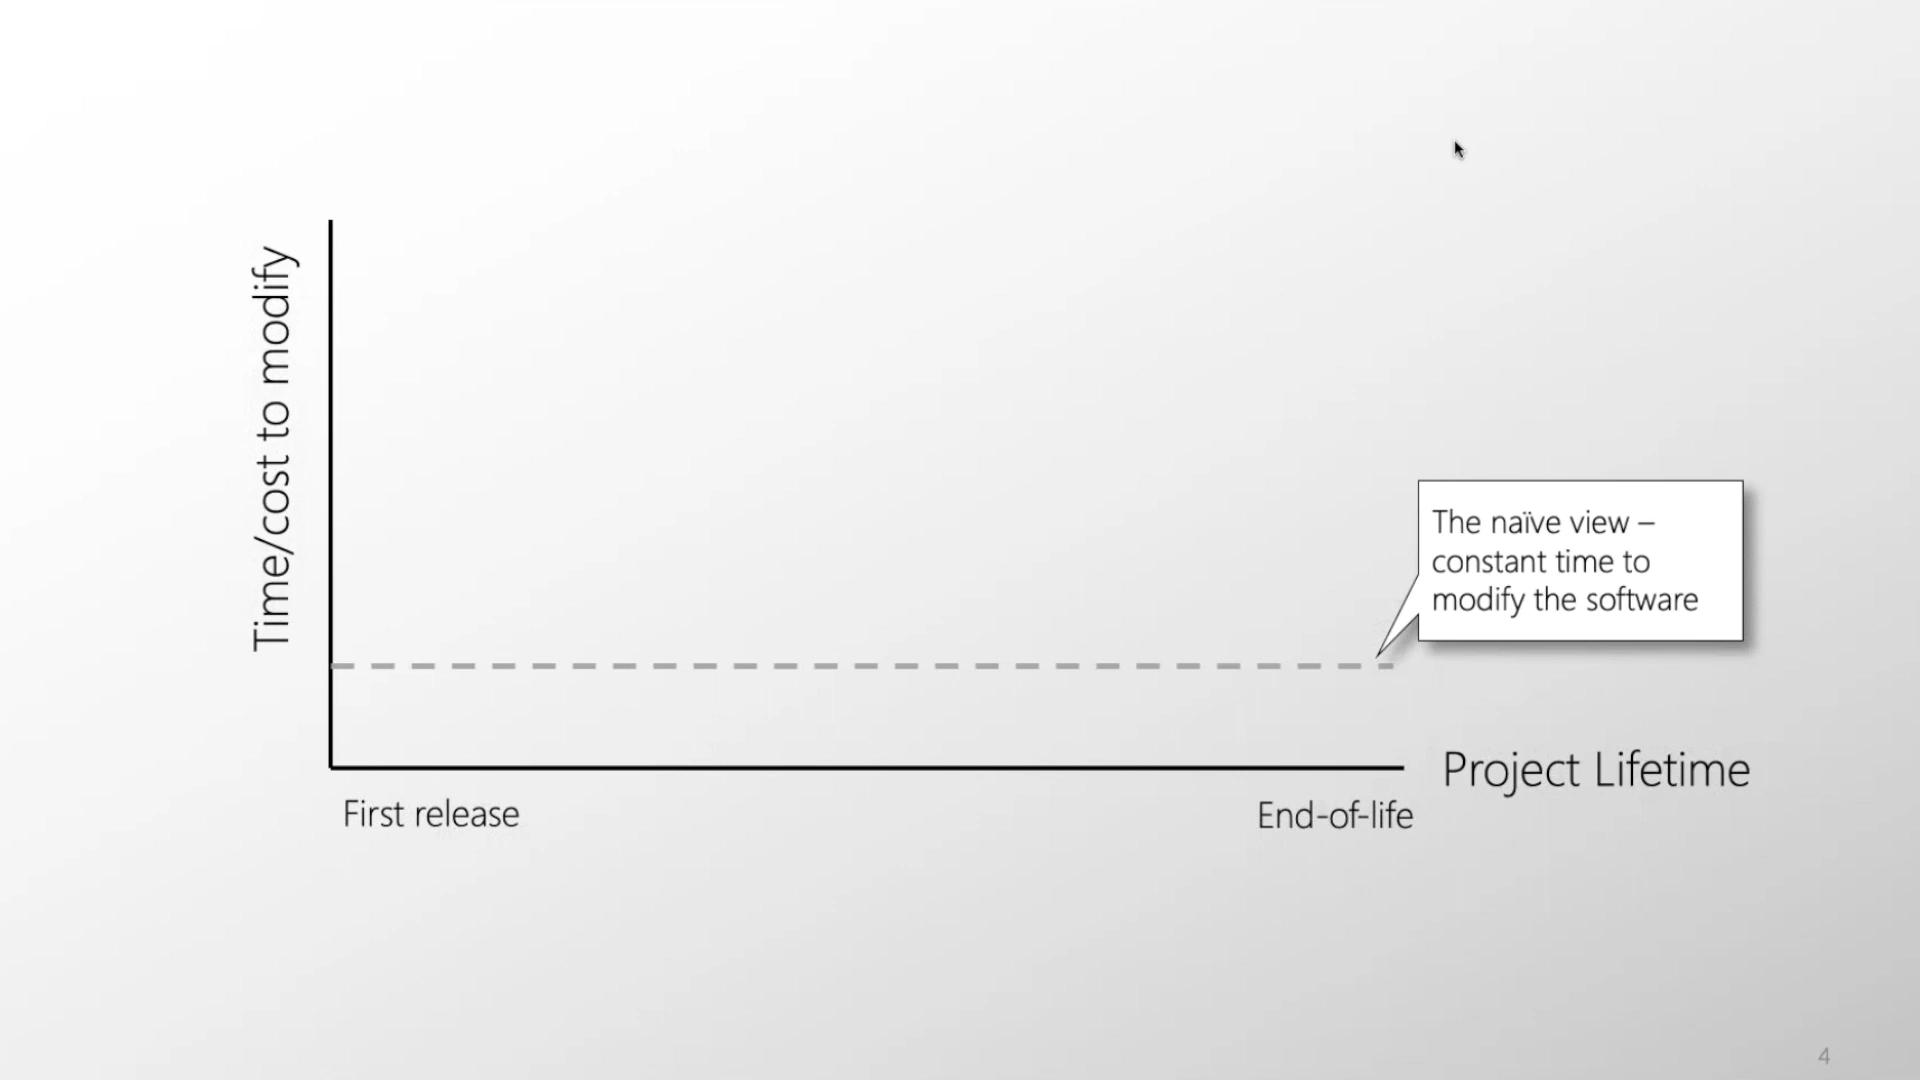 Time/cost to modify
The naïve view –
constant time to
modify the software
Project Lifetime
First release
End-of-life
4